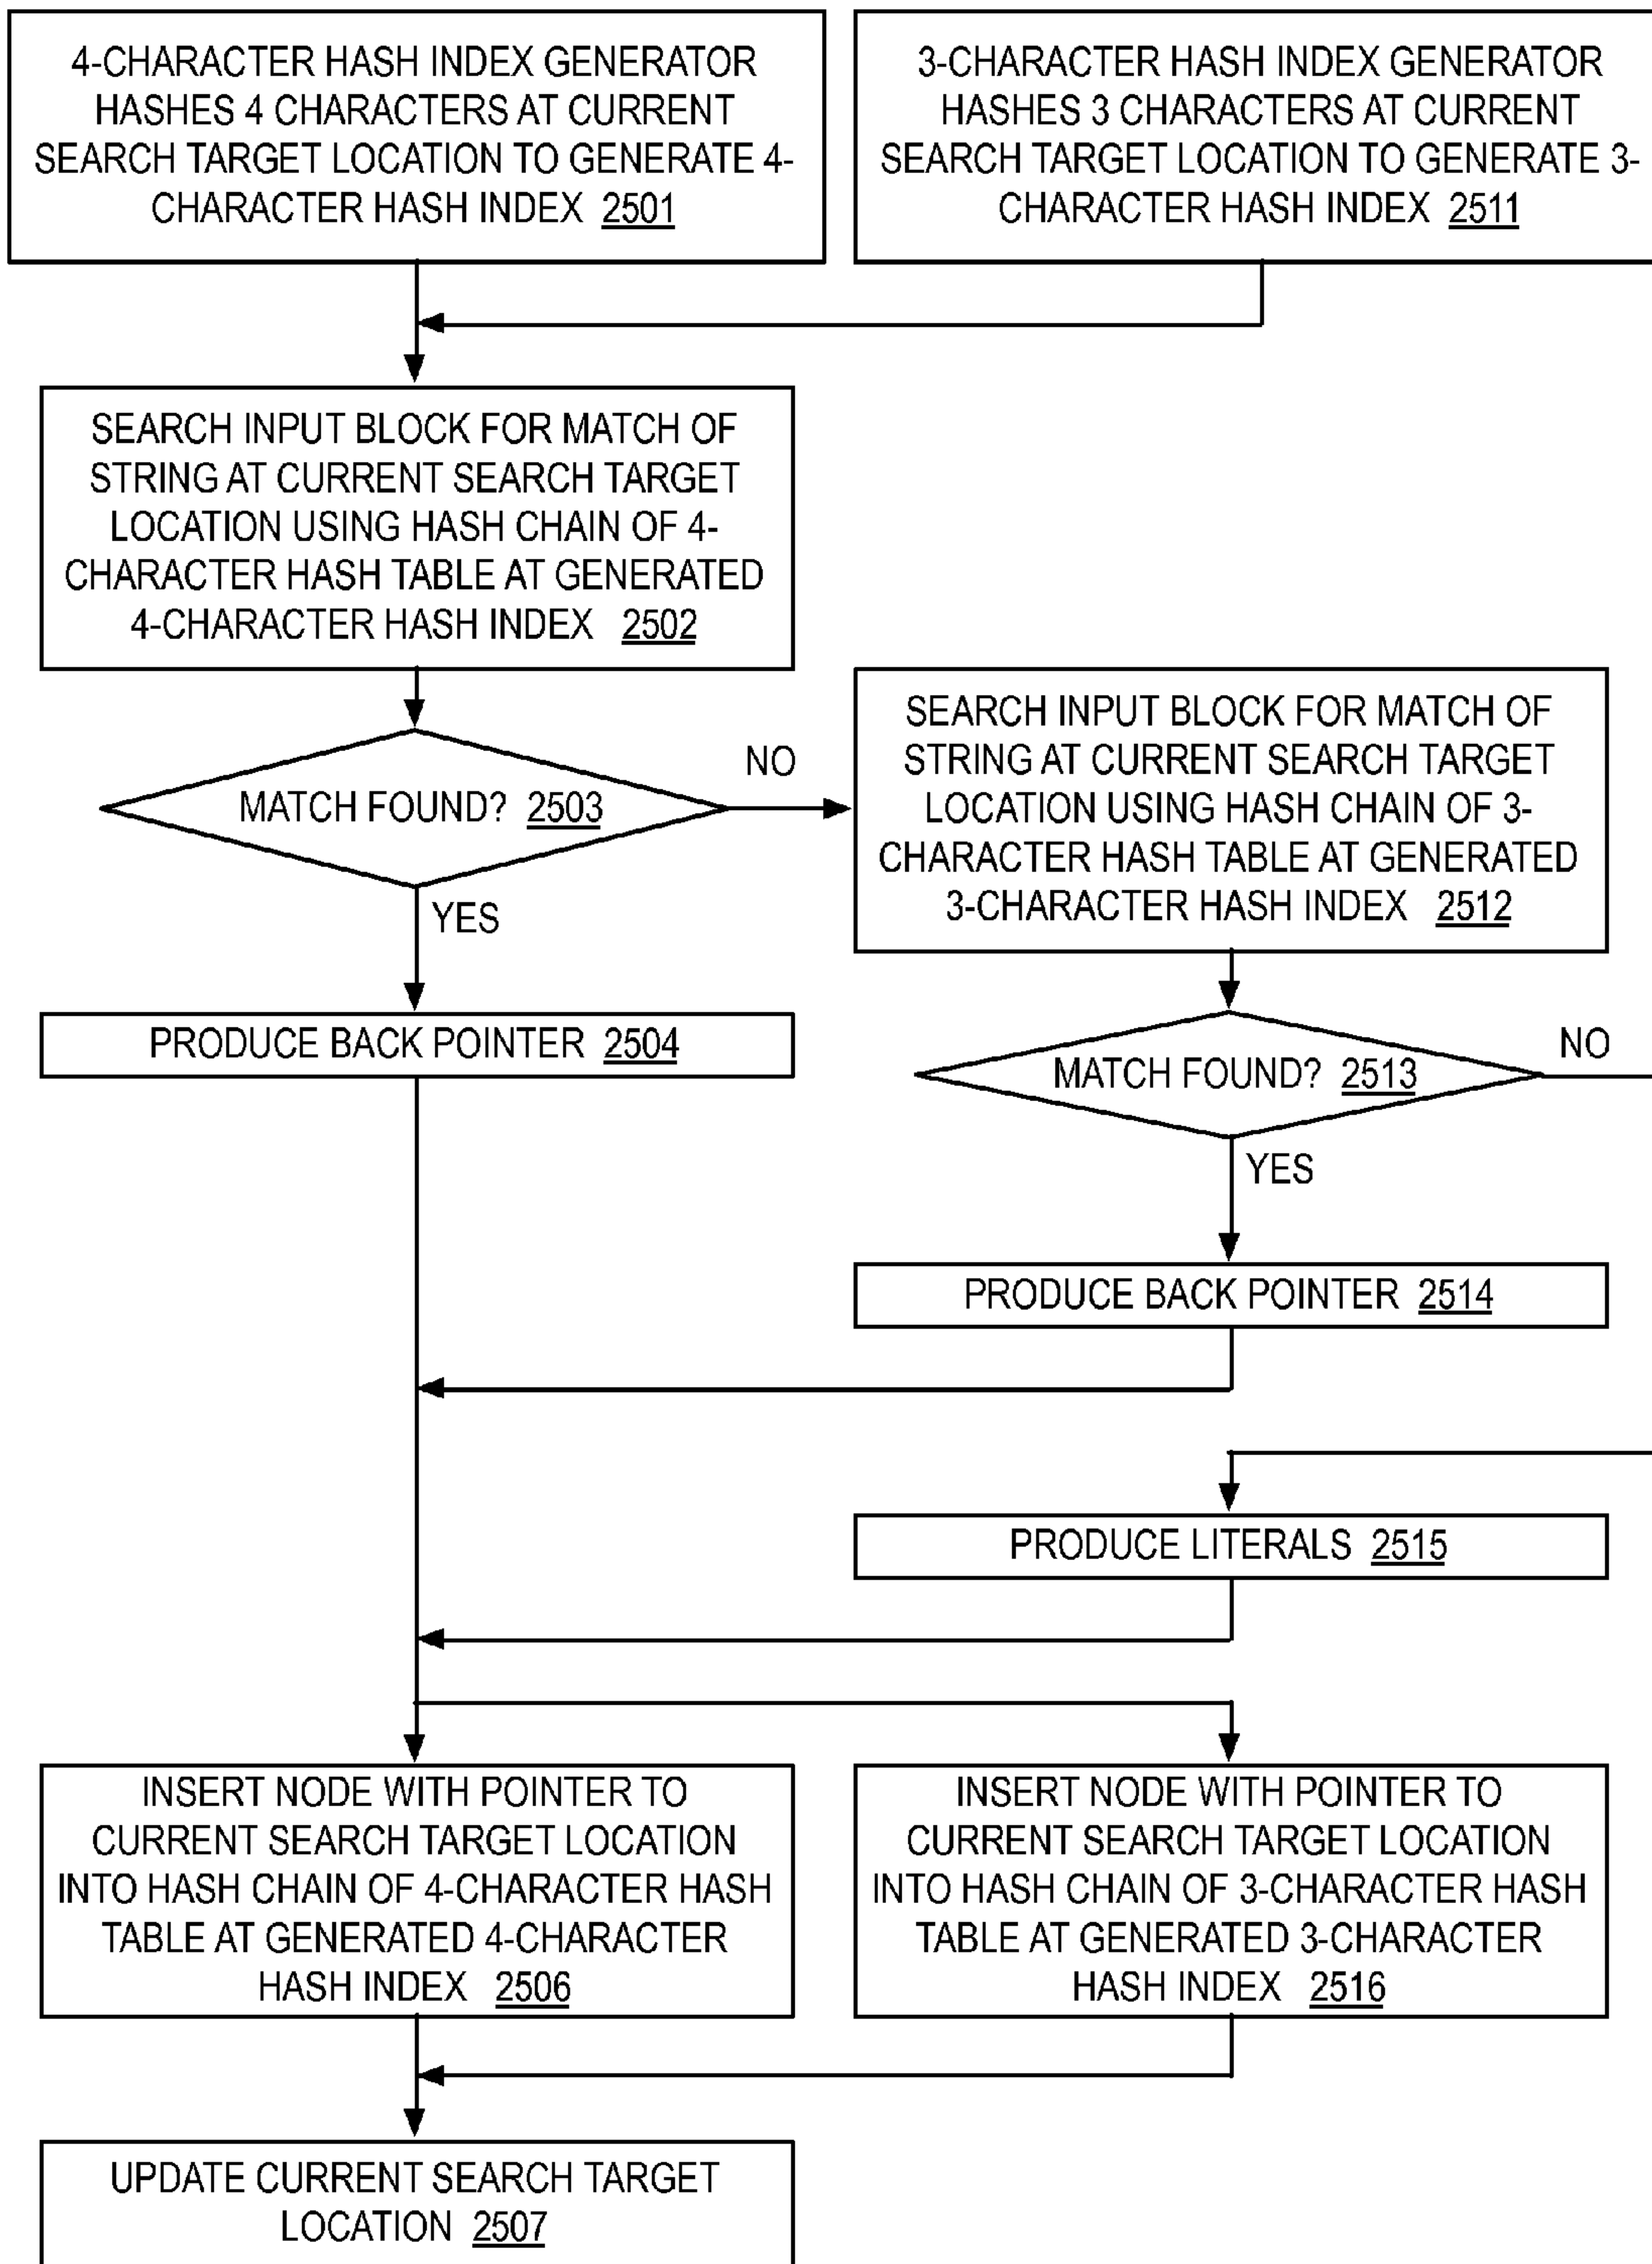 4-CHARACTER HASH INDEX GENERATOR
HASHES 4 CHARACTERS AT CURRENT
SEARCH TARGET LOCATION TO GENERATE 4-
CHARACTER HASH INDEX 2501
3-CHARACTER HASH INDEX GENERATOR
HASHES 3 CHARACTERS AT CURRENT
SEARCH TARGET LOCATION TO GENERATE 3-
CHARACTER HASH INDEX 2511
SEARCH INPUT BLOCK FOR MATCH OF
STRING AT CURRENT SEARCH TARGET
LOCATION USING HASH CHAIN OF 4-
CHARACTER HASH TABLE AT GENERATED
4-CHARACTER HASH INDEX 2502
MATCH FOUND? 2503
NO
YES
SEARCH INPUT BLOCK FOR MATCH OF
STRING AT CURRENT SEARCH TARGET
LOCATION USING HASH CHAIN OF 3-
CHARACTER HASH TABLE AT GENERATED
3-CHARACTER HASH INDEX 2512
PRODUCE BACK POINTER 2504
MATCH FOUND? 2513
NO
YES
PRODUCE BACK POINTER 2514
PRODUCE LITERALS 2515
INSERT NODE WITH POINTER TO
CURRENT SEARCH TARGET LOCATION
INTO HASH CHAIN OF 4-CHARACTER HASH
TABLE AT GENERATED 4-CHARACTER
HASH INDEX 2506
INSERT NODE WITH POINTER TO
CURRENT SEARCH TARGET LOCATION
INTO HASH CHAIN OF 3-CHARACTER HASH
TABLE AT GENERATED 3-CHARACTER
HASH INDEX 2516
UPDATE CURRENT SEARCH TARGET
LOCATION 2507